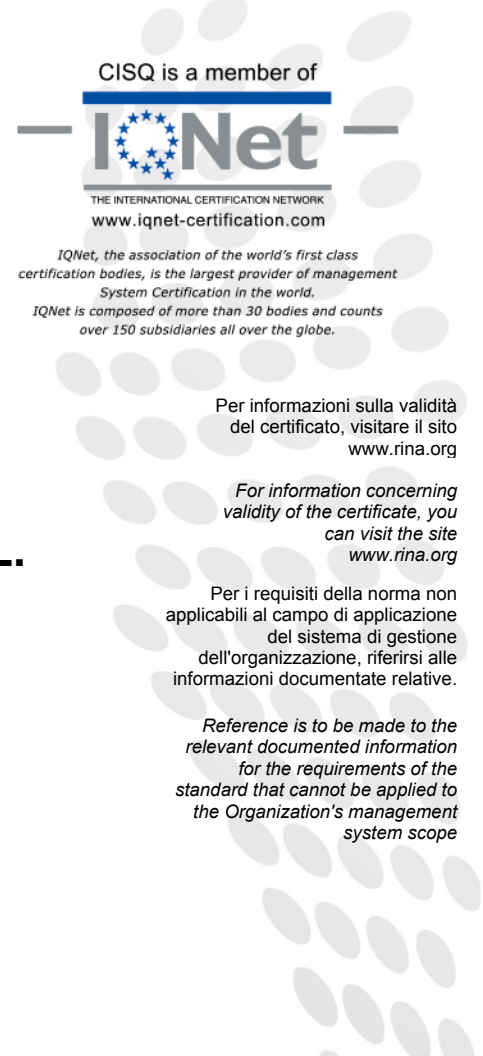 CISQ is a member of
IQNet
THE INTERNATIONAL CERTIFICATION NETWORK
www.iqnet-certification.com
IQNet, the association of the world's first class
certification bodies, is the largest provider of management
System Certification in the world.
IQNet is composed of more than 30 bodies and counts
over 150 subsidiaries all over the globe.
Per informazioni sulla validità
del certificato, visitare il sito
www.rina.org
For information concerning
validity of the certificate, you
can visit the site
www.rina.org
Per i requisiti della norma non
applicabili al campo di applicazione
del sistema di gestione
dell'organizzazione, riferirsi alle
informazioni documentate relative.
Reference is to be made to the
relevant documented information
for the requirements of the
standard that cannot be applied to
the Organization's management
system scope